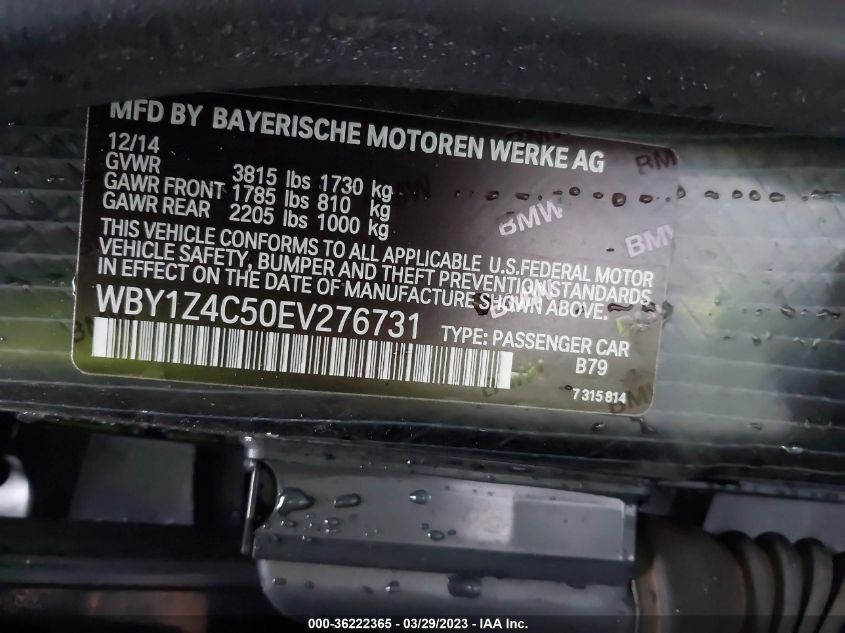 MFD BY BAYERISCHE MOTOREN WERKE AG
12/14
GVWR 3815 lbs 1730 kg
GAWR FRONT 1785 lbs 810 kg
GAWR REAR 2205 lbs 1000 kg
THIS VEHICLE CONFORMS TO ALL APPLICABLE U.S.FEDERAL MOTOR
VEHICLE SAFETY, BUMPER AND THEFT PREVENTION STANDARDS
IN EFFECT ON THE DATE OF MANUFACTURE SHOWN ABOVE.
WBY1Z4C50EV276731 TYPE: PASSENGER CAR
B79
7 315 814
BMW
BMW
BMW
BMW
BMW
BMW
000-36222365 - 03/29/2023 - IAA Inc.